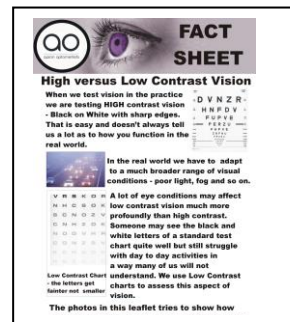 ao
FACT
SHEET
High versus Low Contrast Vision
When we test vision in the practice
we are testing HIGH contrast vision
- Black on White with sharp edges.
That is easy and doesn't always tell
us a lot as to how you function in the
real world.
D V N Z R
H N F D V
F U P V E
P E R Z U
In the real world we have to adapt
to a much broader range of visual
conditions - poor light, fog and so on.
V R S K D R
N H C S O K
S C N O Z V
A lot of eye conditions may affect
low contrast vision much more
profoundly than high contrast.
Someone may see the black and
white letters of a standard test
chart quite well but still struggle
with day to day activities in
a way many of us will not
understand. We use Low Contrast
charts to assess this aspect of
vision.
Low Contrast Chart
- the letters get
fainter not smaller
The photos in this leaflet try to show how